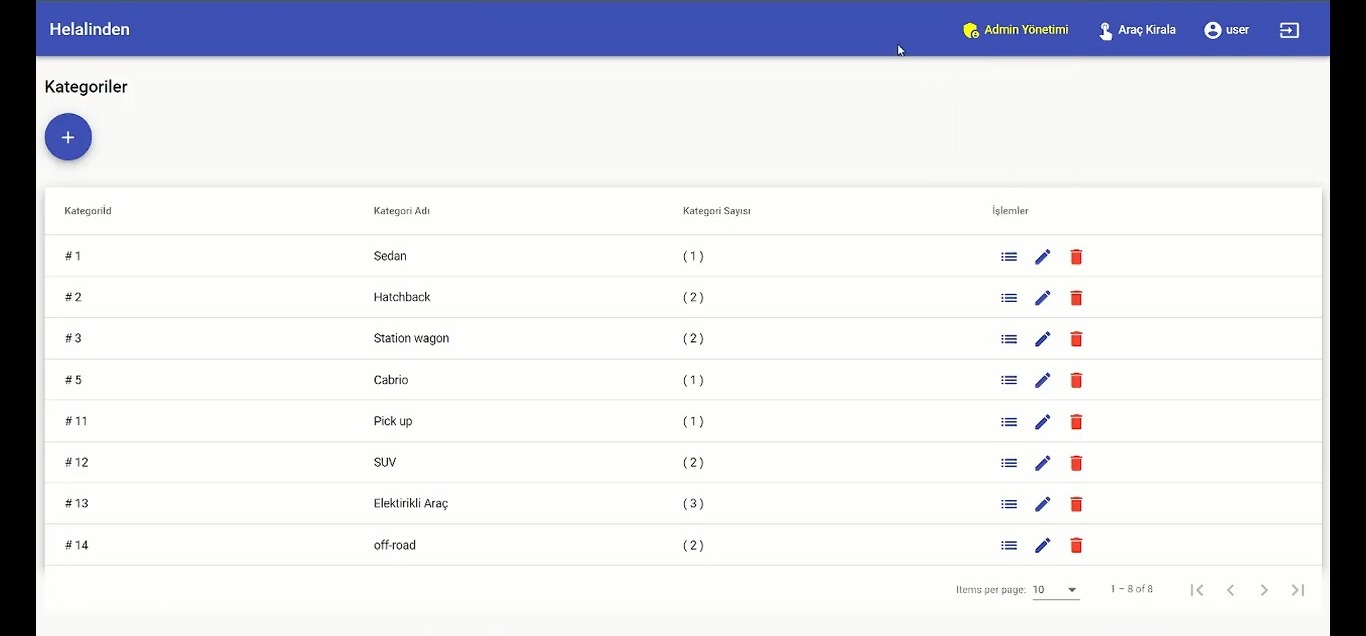 Helalinden Admin Yönetimi Araç Kirala user
Kategoriler
+
KategoriId Kategori Adı Kategori Sayısı İşlemler
# 1 Sedan ( 1 )
# 2 Hatchback ( 2 )
# 3 Station wagon ( 2 )
# 5 Cabrio ( 1 )
# 11 Pick up ( 1 )
# 12 SUV ( 2 )
# 13 Elektirikli Araç ( 3 )
# 14 off-road ( 2 )
Items per page: 10 1 – 8 of 8